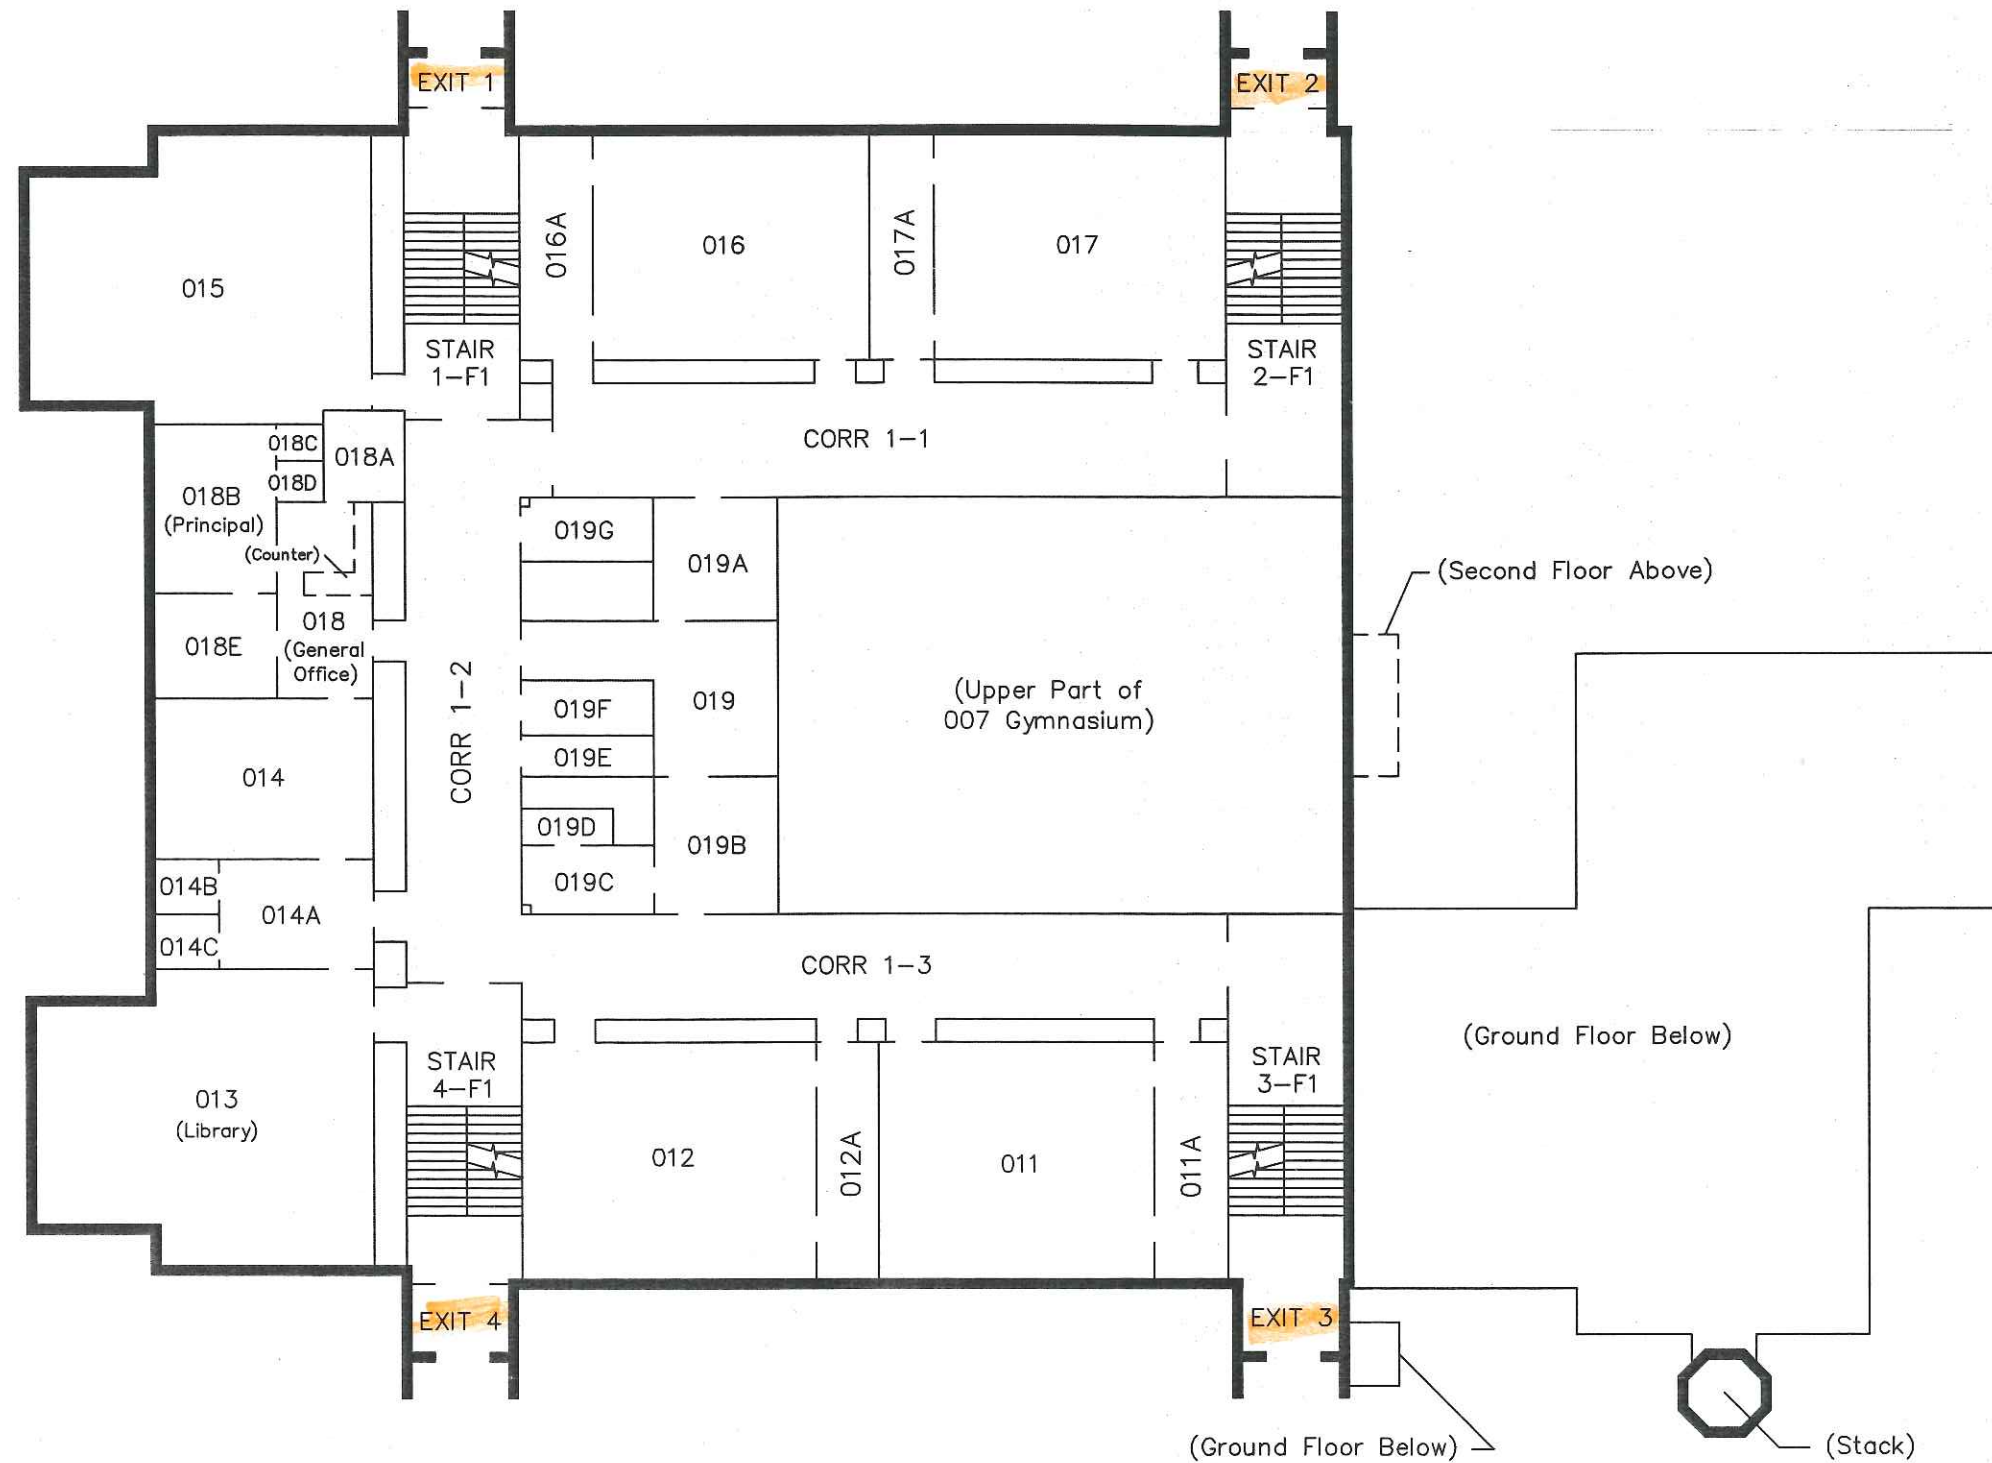 EXIT 1
EXIT 2
016A
016
017A
017
015
STAIR
1-F1
STAIR
2-F1
CORR 1-1
018C
018A
018D
018B
(Principal)
(Counter)
018
(General
Office)
018E
019G
019A
(Second Floor Above)
CORR 1-2
019F
019
(Upper Part of
007 Gymnasium)
019E
014
019D
019B
019C
014B
014A
014C
CORR 1-3
(Ground Floor Below)
STAIR
4-F1
STAIR
3-F1
013
(Library)
012
012A
011
011A
EXIT 4
EXIT 3
(Ground Floor Below)
(Stack)